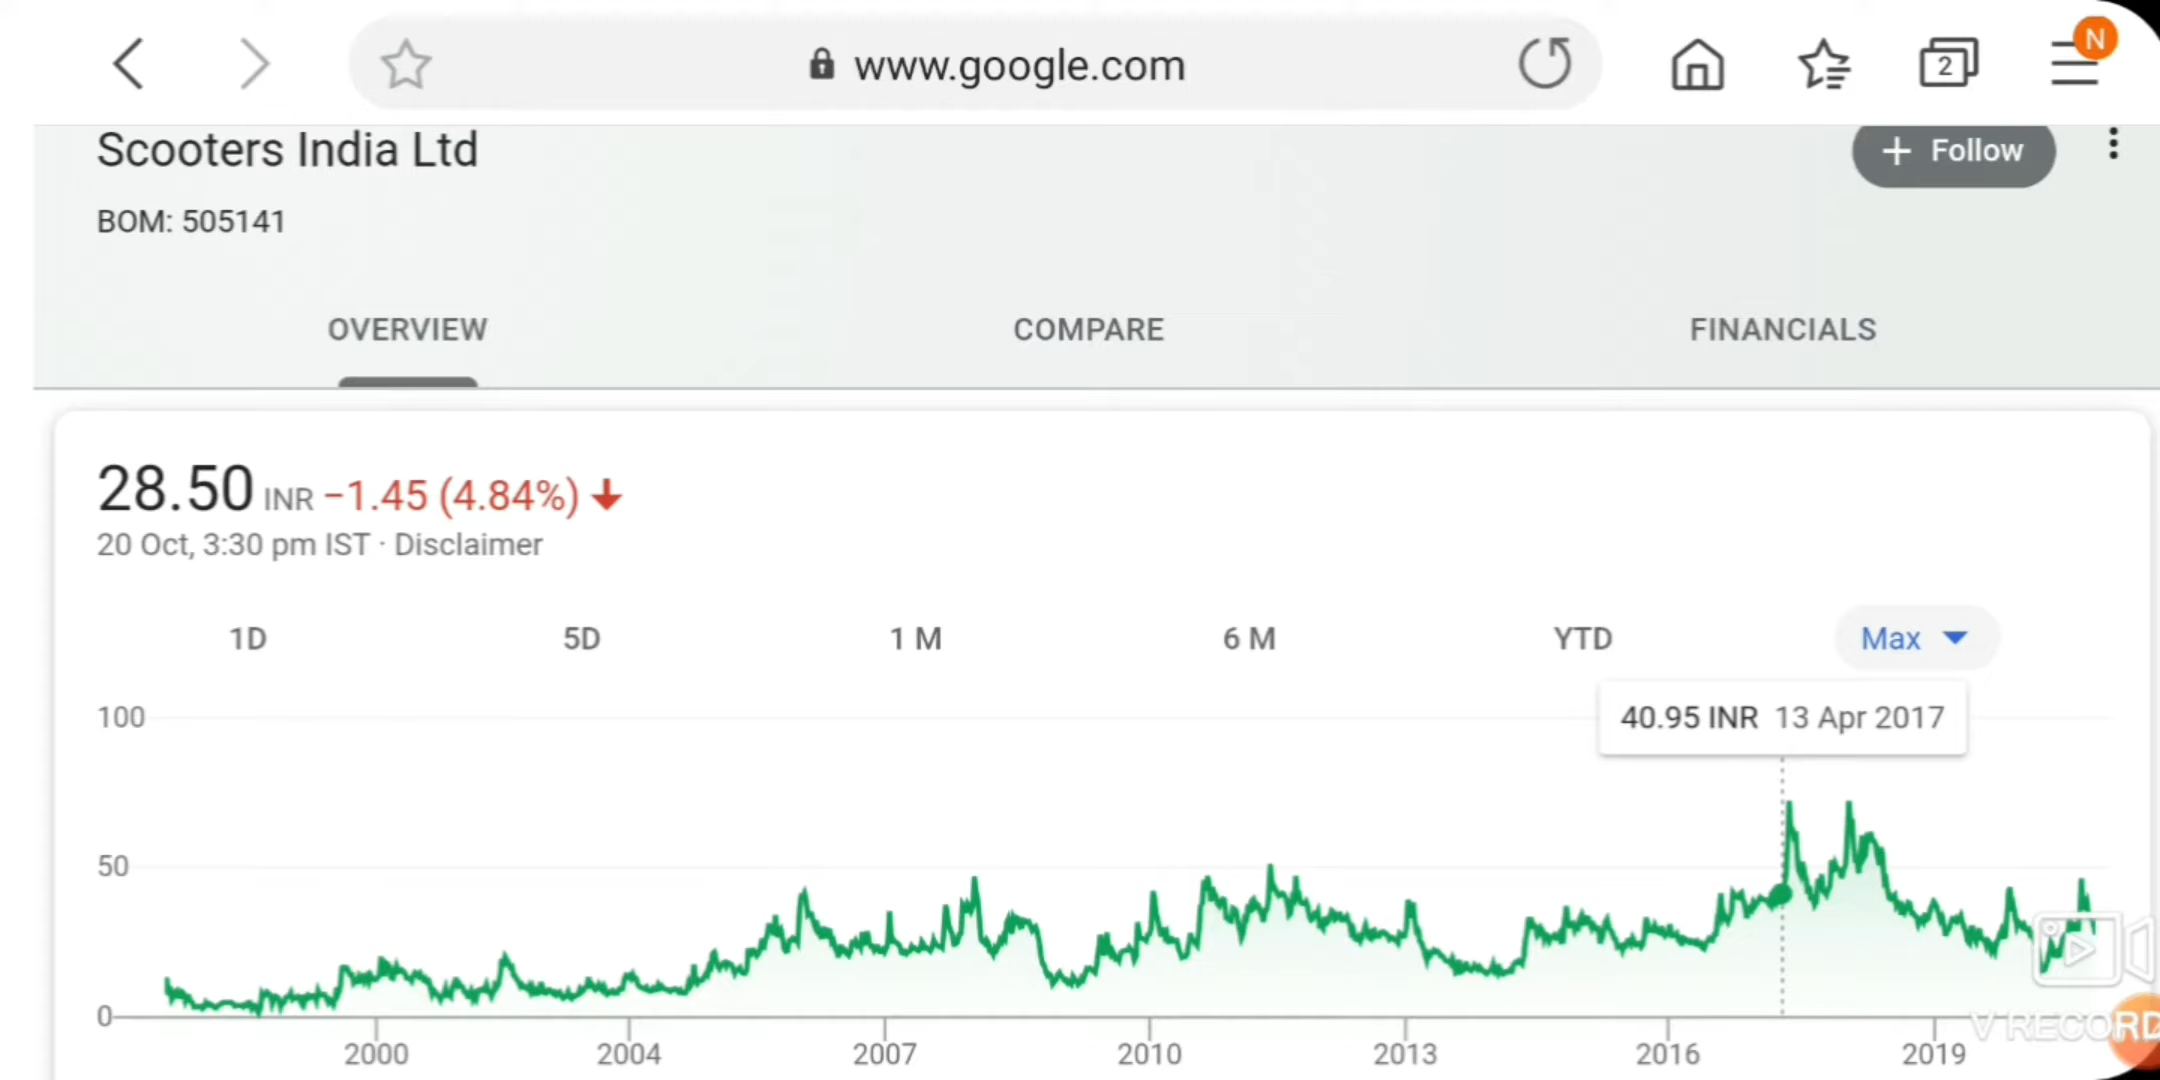 www.google.com
2
N
Scooters India Ltd
+ Follow
BOM: 505141
OVERVIEW
COMPARE
FINANCIALS
28.50 INR −1.45 (4.84%)
20 Oct, 3:30 pm IST · Disclaimer
1D
5D
1 M
6 M
YTD
Max
40.95 INR 13 Apr 2017
100
50
0
2000
2004
2007
2010
2013
2016
2019
V RECORD